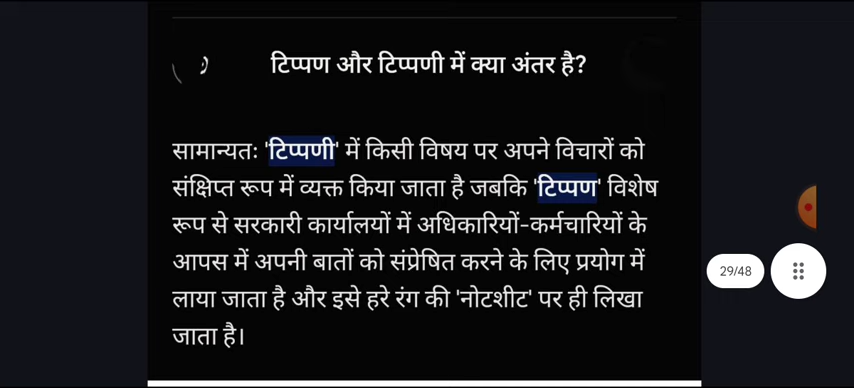 टिप्पण और टिप्पणी में क्या अंतर है?
सामान्यतः 'टिप्पणी' में किसी विषय पर अपने विचारों को
संक्षिप्त रूप में व्यक्त किया जाता है जबकि 'टिप्पण' विशेष
रूप से सरकारी कार्यालयों में अधिकारियों-कर्मचारियों के
आपस में अपनी बातों को संप्रेषित करने के लिए प्रयोग में
29/48
लाया जाता है और इसे हरे रंग की 'नोटशीट' पर ही लिखा
जाता है।